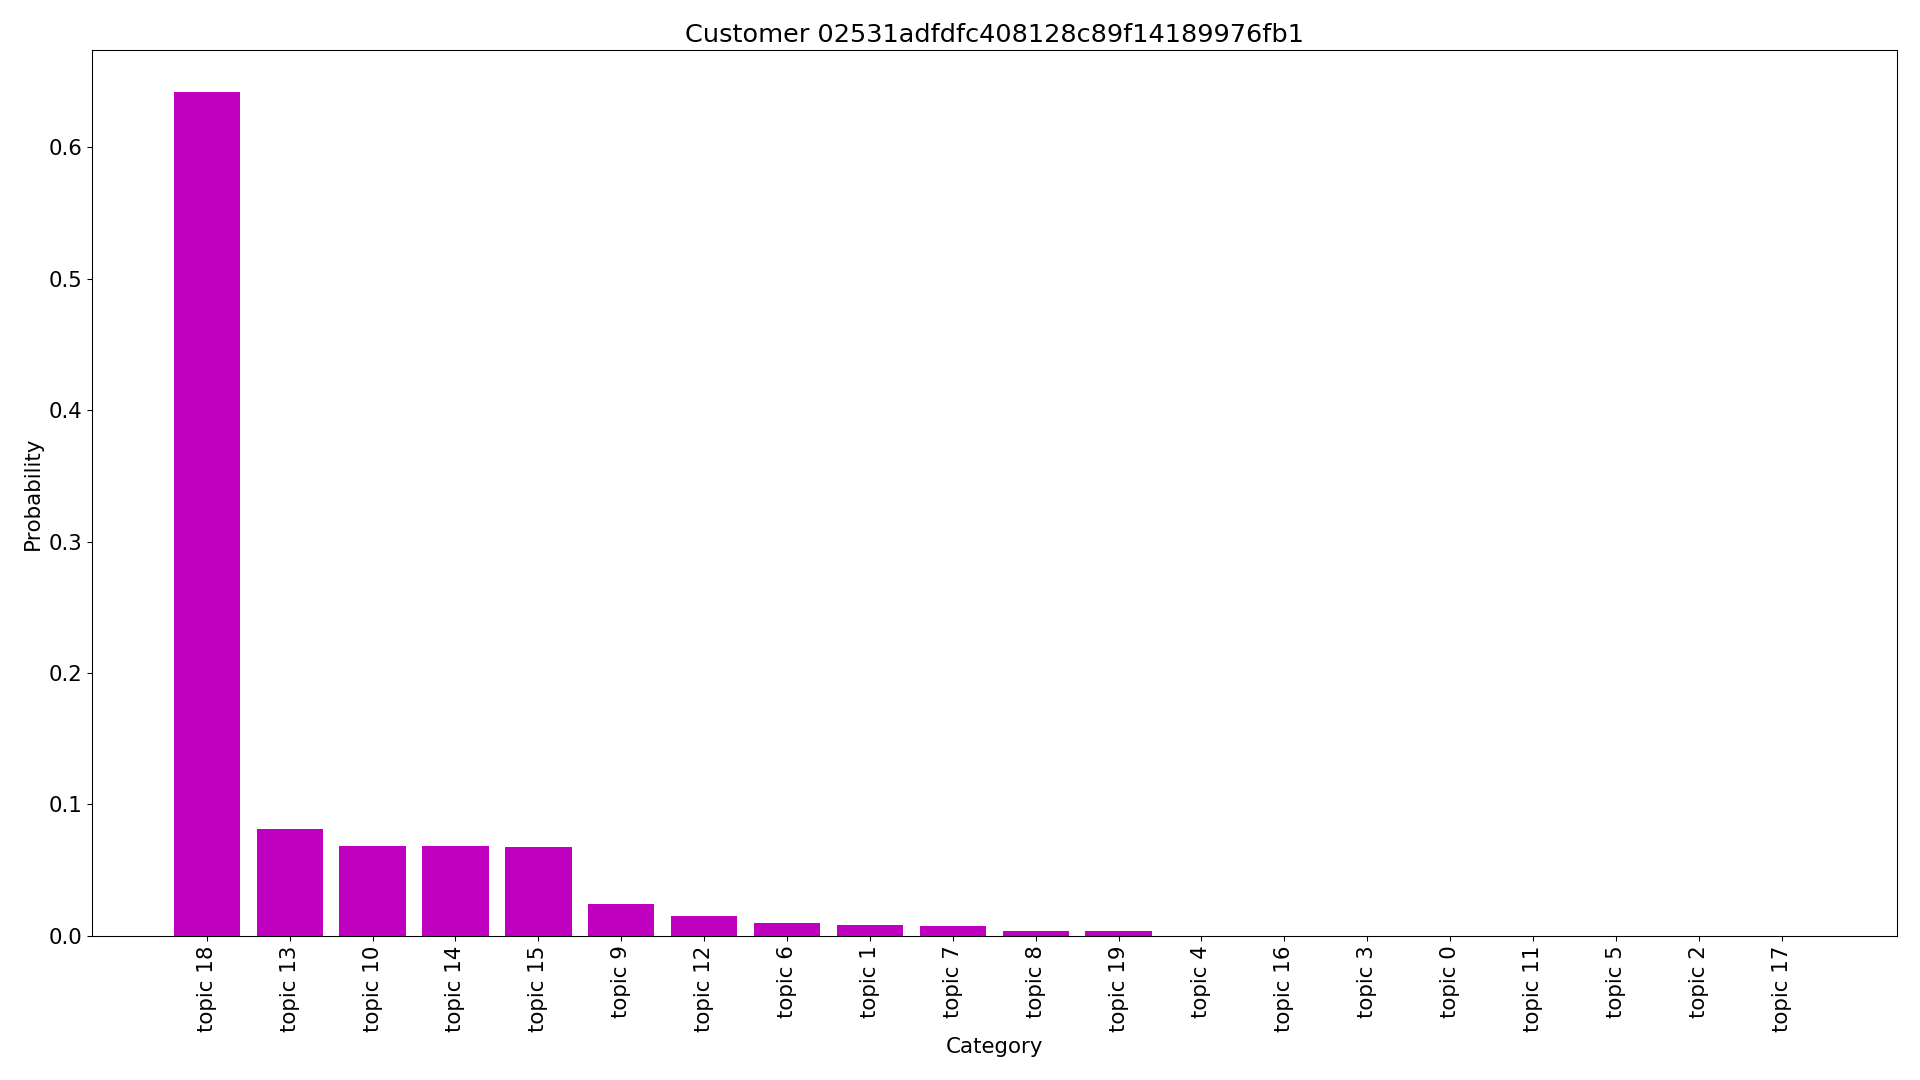 Customer 02531adfdfc408128c89f14189976fb1
Probability
0.6
0.5
0.4
0.3
0.2
0.1
0.0
topic 18
topic 13
topic 10
topic 14
topic 15
topic 9
topic 12
topic 6
topic 1
topic 7
topic 8
topic 19
topic 4
topic 16
topic 3
topic 0
topic 11
topic 5
topic 2
topic 17
Category